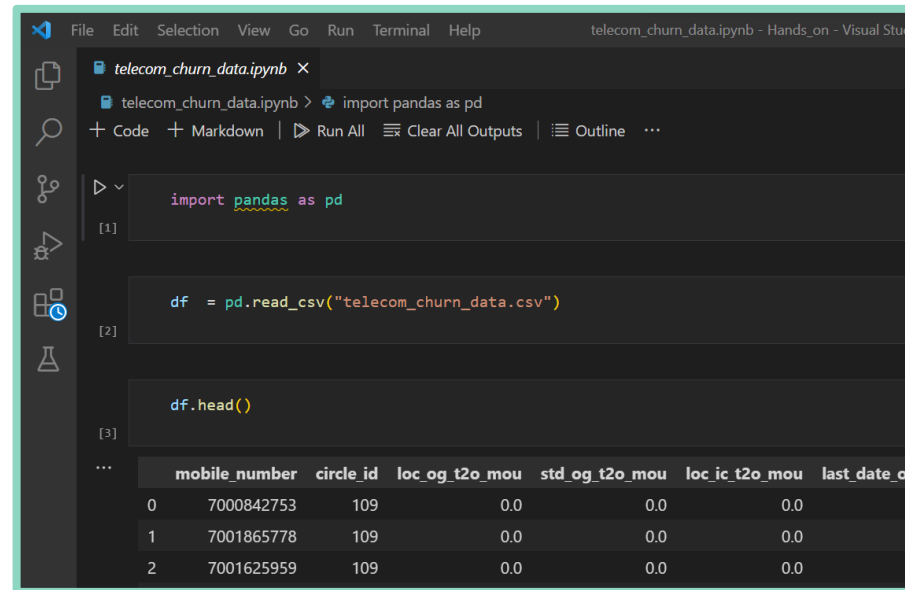 File Edit Selection View Go Run Terminal Help telecom_churn_data.ipynb - Hands_on - Visual Stu
telecom_churn_data.ipynb ×
telecom_churn_data.ipynb > import pandas as pd
+ Code + Markdown | Run All Clear All Outputs | Outline ...
import pandas as pd
[1]
df = pd.read_csv("telecom_churn_data.csv")
[2]
df.head()
[3]
... mobile_number circle_id loc_og_t2o_mou std_og_t2o_mou loc_ic_t2o_mou last_date_o
0 7000842753 109 0.0 0.0 0.0
1 7001865778 109 0.0 0.0 0.0
2 7001625959 109 0.0 0.0 0.0